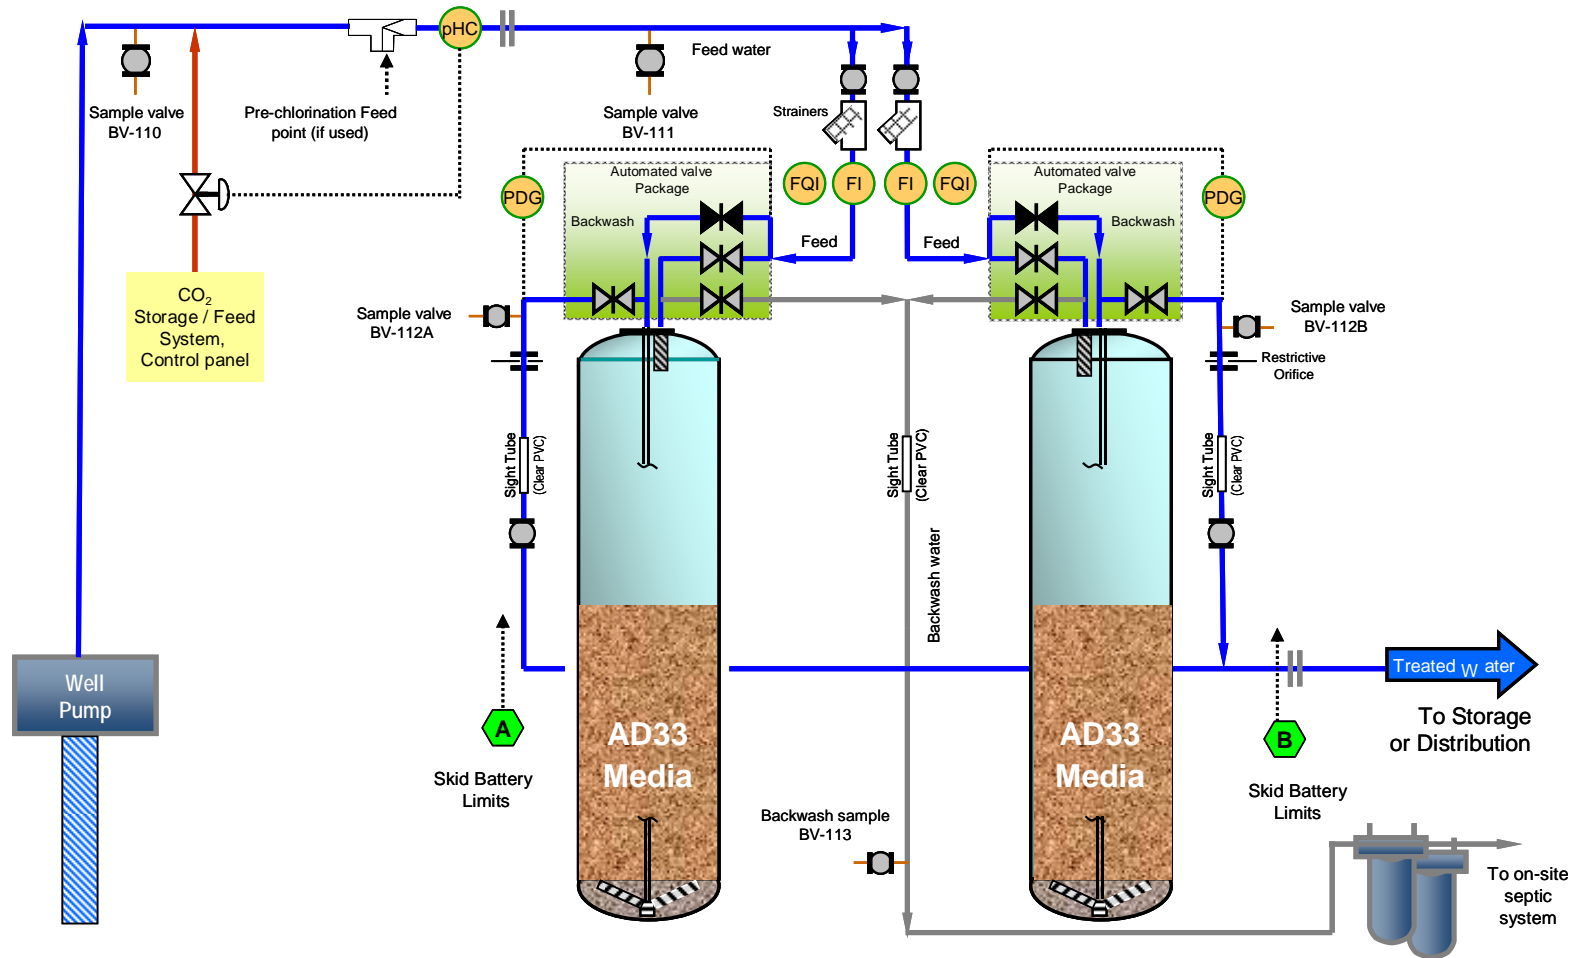 pHC
Feed water
Sample valve
BV-110
Pre-chlorination Feed
point (if used)
Sample valve
BV-111
Strainers
PDG
Automated valve
Package
Backwash
FQI
FI
FI
FQI
Automated valve
Package
Backwash
PDG
Feed
Feed
CO2
Storage / Feed
System,
Control panel
Sample valve
BV-112A
Sample valve
BV-112B
Restrictive
Orifice
Sight Tube
(Clear PVC)
Sight Tube
(Clear PVC)
Sight Tube
(Clear PVC)
Backwash water
Well
Pump
A
Skid Battery
Limits
AD33
Media
AD33
Media
B
Skid Battery
Limits
Treated Water
To Storage
or Distribution
Backwash sample
BV-113
To on-site
septic
system